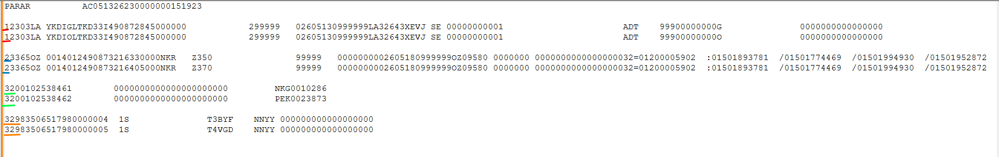 PARAR          AC051326230000000151923
12303LA YKDIGLTKD33I490872845000000            299999   02605130999999LA32643XEVJ SE 00000000001                       ADT    99900000000G               0000000000000000
12303LA YKDIOLTKD33I490872845000000            299999   02605130999999LA32643XEVJ SE 00000000001                       ADT    99900000000O               0000000000000000
23365OZ 0014012490873216330000NKR   Z350                99999   0000000002605180999999OZ09580 0000000 00000000000000000032=01200005902  :01501893781  /01501774469  /01501994930  /01501952872
23365OZ 0014012490873216405000NKR   Z370                99999   0000000002605180999999OZ09580 0000000 00000000000000000032=01200005902  :01501893781  /01501774469  /01501994930  /01501952872
3200102538461        0000000000000000000000         NKG0010286
3200102538462        0000000000000000000000         PEK0023873
32983506517980000004  1S               T3BYF    NNYY 000000000000000000
32983506517980000005  1S               T4VGD    NNYY 000000000000000000